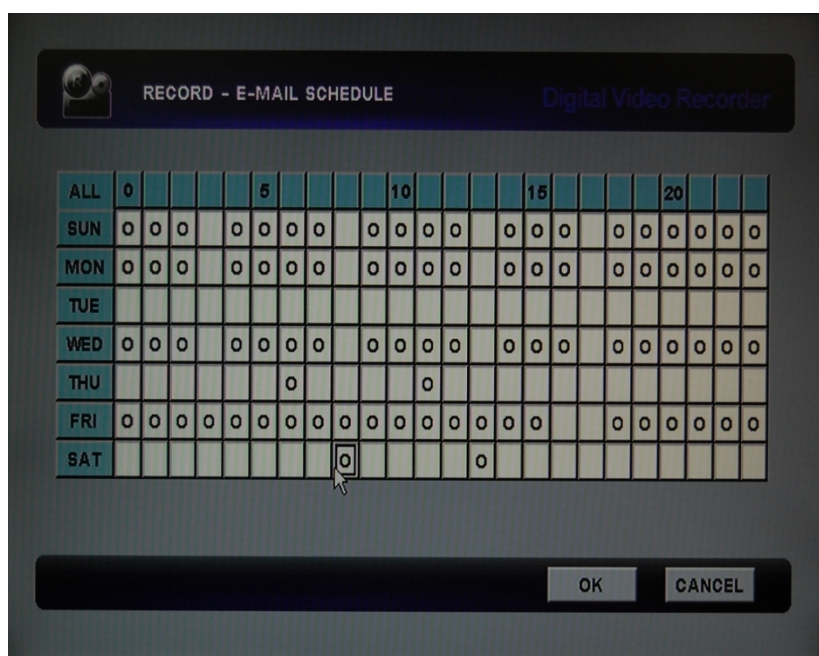 RECORD - E-MAIL SCHEDULE
Digital Video Recorder
ALL 0 5 10 15 20
SUN O O O O O O O O O O O O O O O O O O O O
MON O O O O O O O O O O O O O O O O O O O O
TUE
WED O O O O O O O O O O O O O O O O O O O O
THU O O
FRI O O O O O O O O O O O O O O O O O O O O O O
SAT O O
OK CANCEL